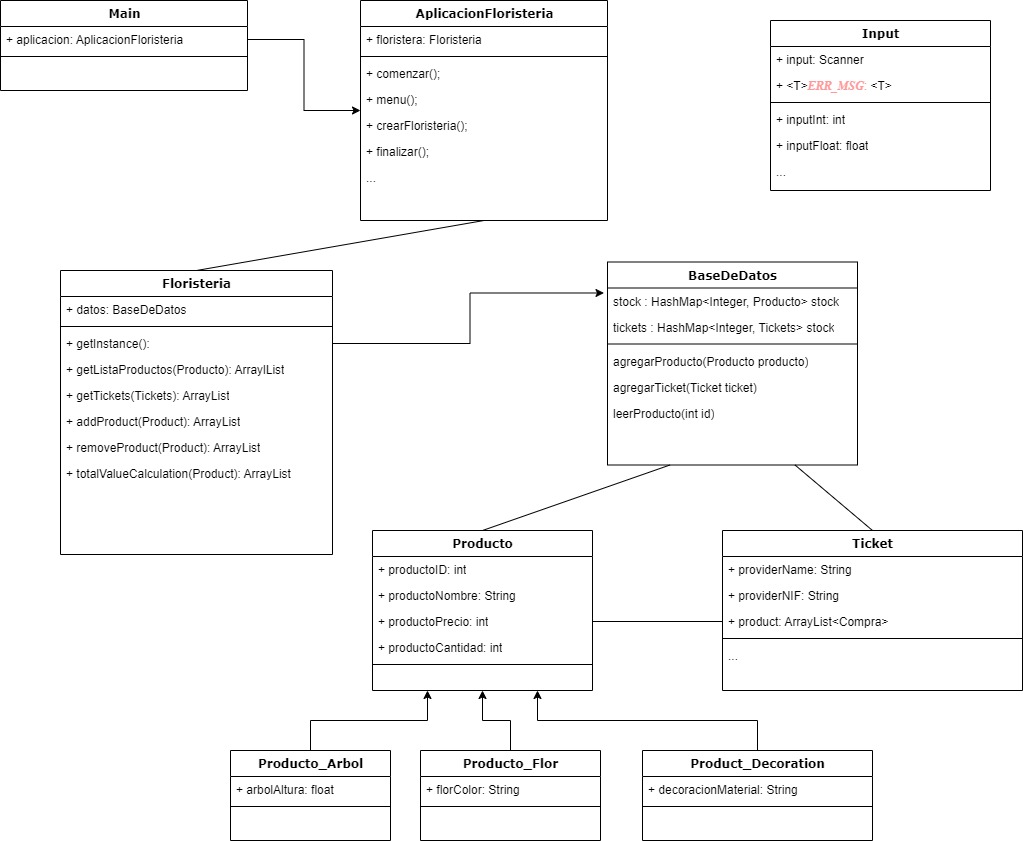 Main
+ aplicacion: AplicacionFloristeria
AplicacionFloristeria
+ floristera: Floristeria
+ comenzar();
+ menu();
+ crearFloristeria();
+ finalizar();
...
Input
+ input: Scanner
+ <T>ERR_MSG: <T>
+ inputInt: int
+ inputFloat: float
...
Floristeria
+ datos: BaseDeDatos
+ getInstance():
+ getListaProductos(Producto): ArraylList
+ getTickets(Tickets): ArrayList
+ addProduct(Product): ArrayList
+ removeProduct(Product): ArrayList
+ totalValueCalculation(Product): ArrayList
BaseDeDatos
stock : HashMap<Integer, Producto> stock
tickets : HashMap<Integer, Tickets> stock
agregarProducto(Producto producto)
agregarTicket(Ticket ticket)
leerProducto(int id)
Producto
+ productoID: int
+ productoNombre: String
+ productoPrecio: int
+ productoCantidad: int
Ticket
+ providerName: String
+ providerNIF: String
+ product: ArrayList<Compra>
...
Producto_Arbol
+ arbolAltura: float
Producto_Flor
+ florColor: String
Product_Decoration
+ decoracionMaterial: String